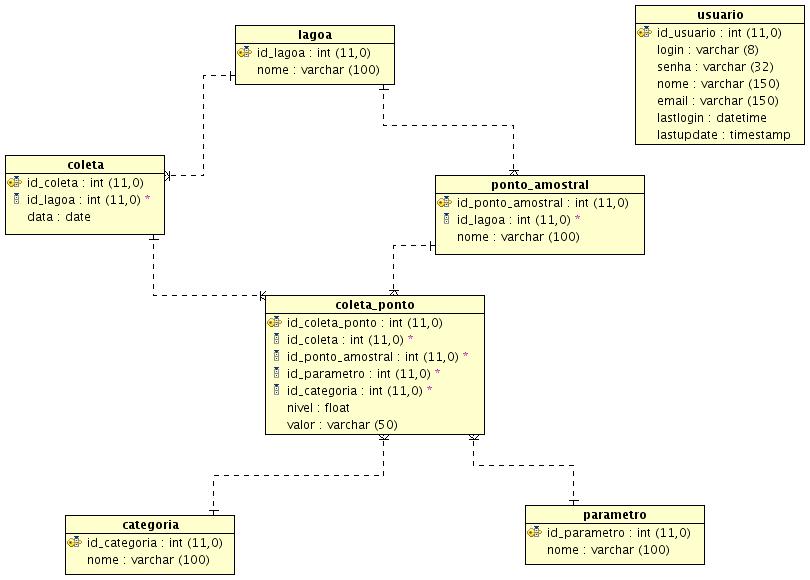 lagoa
id_lagoa : int (11,0)
nome : varchar (100)
usuario
id_usuario : int (11,0)
login : varchar (8)
senha : varchar (32)
nome : varchar (150)
email : varchar (150)
lastlogin : datetime
lastupdate : timestamp
coleta
id_coleta : int (11,0)
id_lagoa : int (11,0) *
data : date
ponto_amostral
id_ponto_amostral : int (11,0)
id_lagoa : int (11,0) *
nome : varchar (100)
coleta_ponto
id_coleta_ponto : int (11,0)
id_coleta : int (11,0) *
id_ponto_amostral : int (11,0) *
id_parametro : int (11,0) *
id_categoria : int (11,0) *
nivel : float
valor : varchar (50)
categoria
id_categoria : int (11,0)
nome : varchar (100)
parametro
id_parametro : int (11,0)
nome : varchar (100)